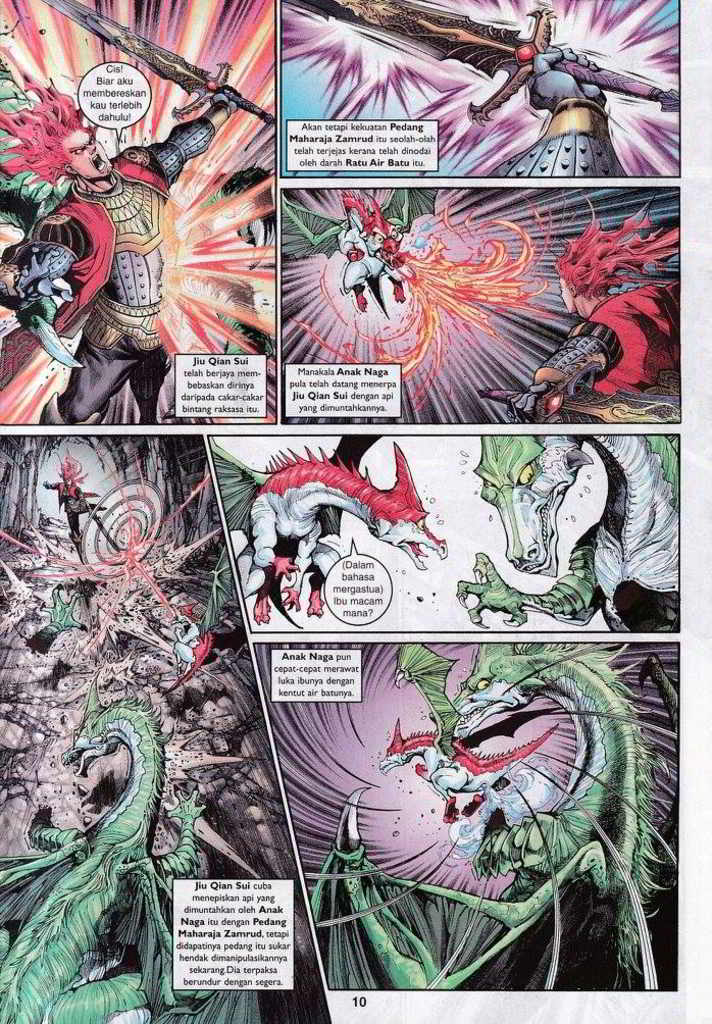 Cis!
Biar aku
membereskan
kau terlebih
dahulu!
Jiu Qian Sui
telah berjaya mem-
bebaskan dirinya
daripada cakar-cakar
bintang raksasa itu.
Akan tetapi kekuatan Pedang
Maharaja Zamrud itu seolah-olah
telah terjejas kerana telah dinodai
oleh darah Ratu Air Batu itu.
Manakala Anak Naga
pula telah datang menerpa
Jiu Qian Sui dengan api
yang dimuntahkannya.
Jiu Qian Sui cuba
menepiskan api yang
dimuntahkan oleh Anak
Naga itu dengan Pedang
Maharaja Zamrud, tetapi
didapatinya pedang itu sukar
hendak dimanipulasikannya
sekarang.Dia terpaksa
berundur dengan segera.
(Dalam
bahasa
mergastua)
Ibu macam
mana?
Anak Naga pun
cepat-cepat merawat
luka ibunya dengan
kentut air batunya.
10